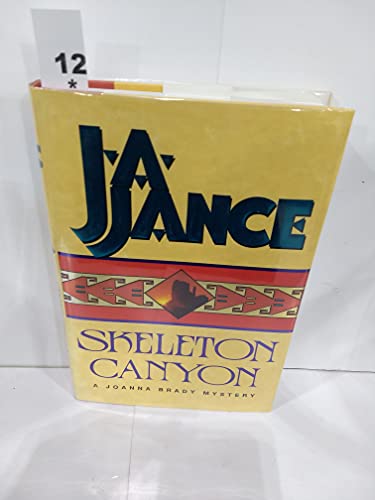 12
*
J.A.
JANCE
SKELETON
CANYON
A JOANNA BRADY MYSTERY